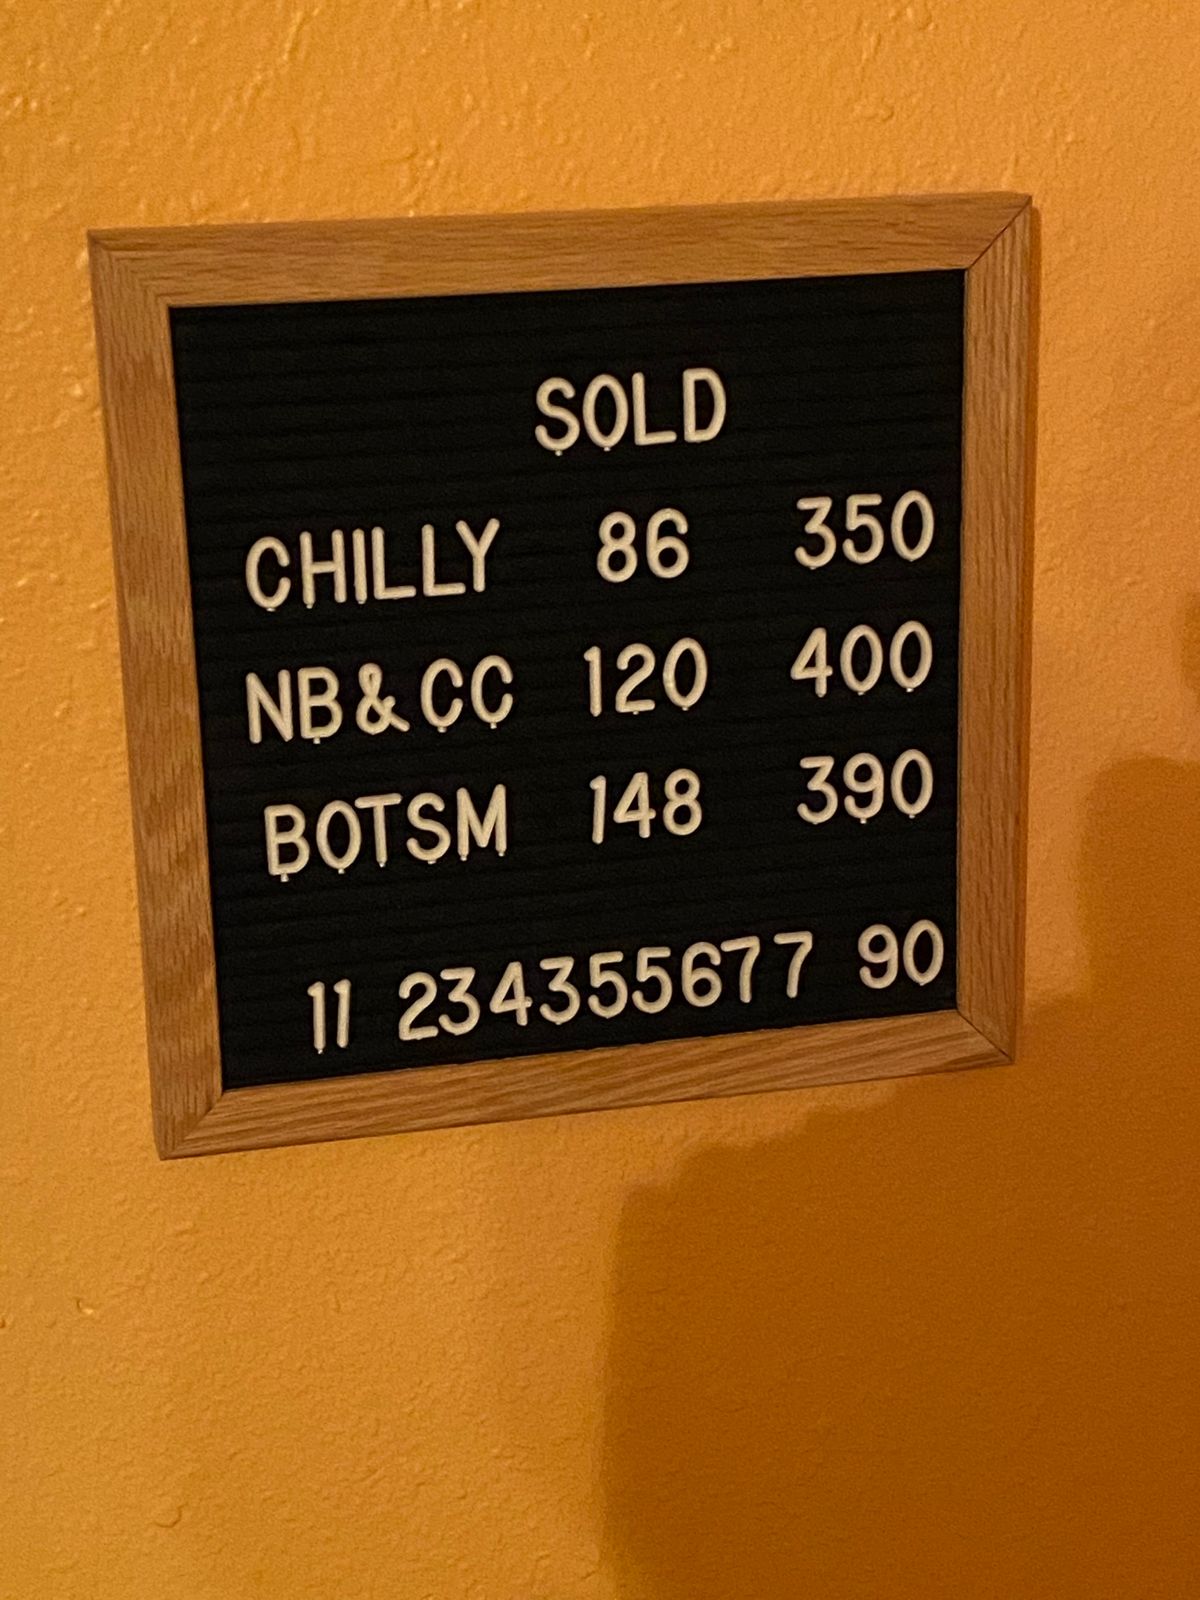 SOLD
CHILLY 86 350
NB&CC 120 400
BOTSM 148 390
11 234355677 90